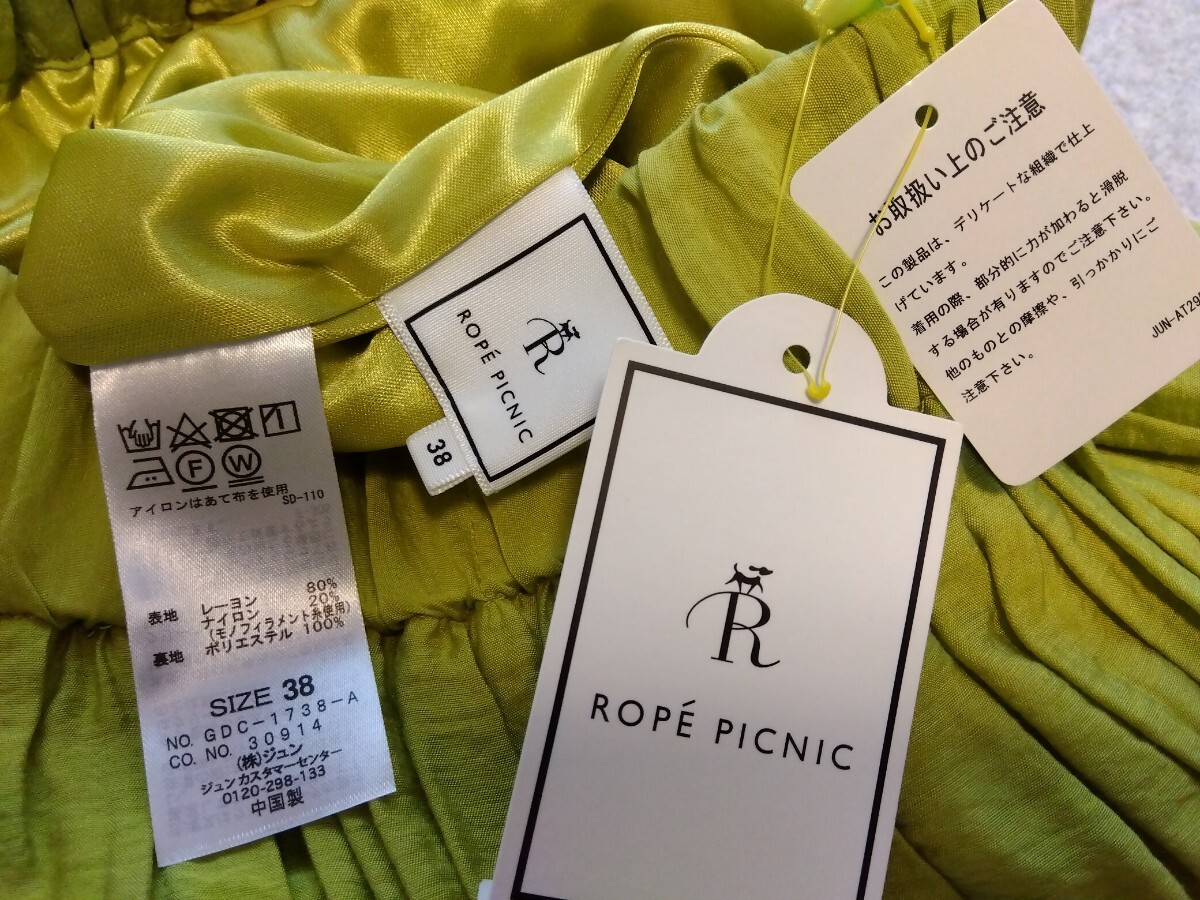 お取扱い上のご注意
この製品は、デリケートな組織で仕上
げています。
着用の際、部分的に力が加わると滑脱
する場合が有りますのでご注意下さい。
他のものとの摩擦や、引っかかりにご
注意下さい。
R
ROPÉ PICNIC
38
F W
アイロンはあて布を使用
SD-110
表地 レーヨン 80%
ナイロン 20%
(モノフィラメント糸使用)
裏地 ポリエステル 100%
SIZE 38
NO. GDC-1738-A
CO. NO. 30914
(株)ジュン
ジュンカスタマーセンター
0120-298-133
中国製
R
ROPÉ PICNIC